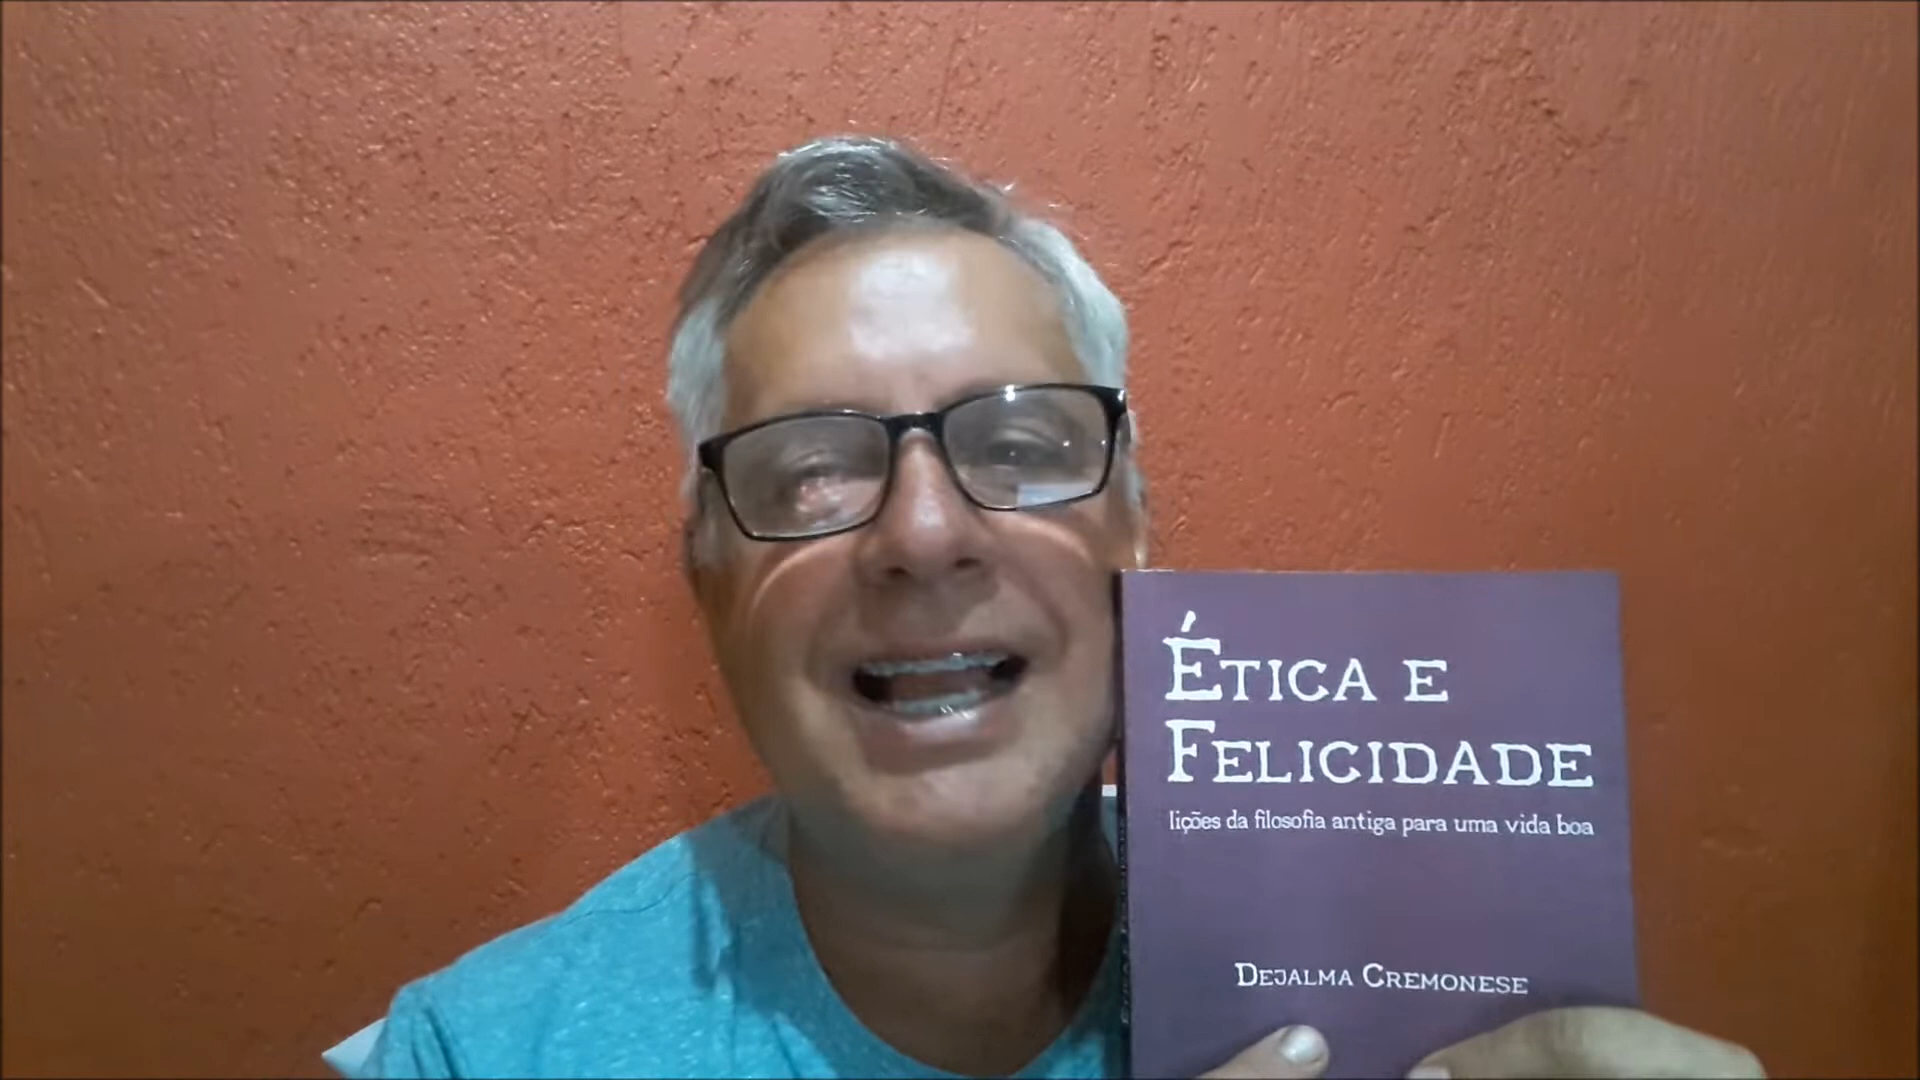 Ética e
Felicidade
lições da filosofia antiga para uma vida boa
Dejalma Cremonese